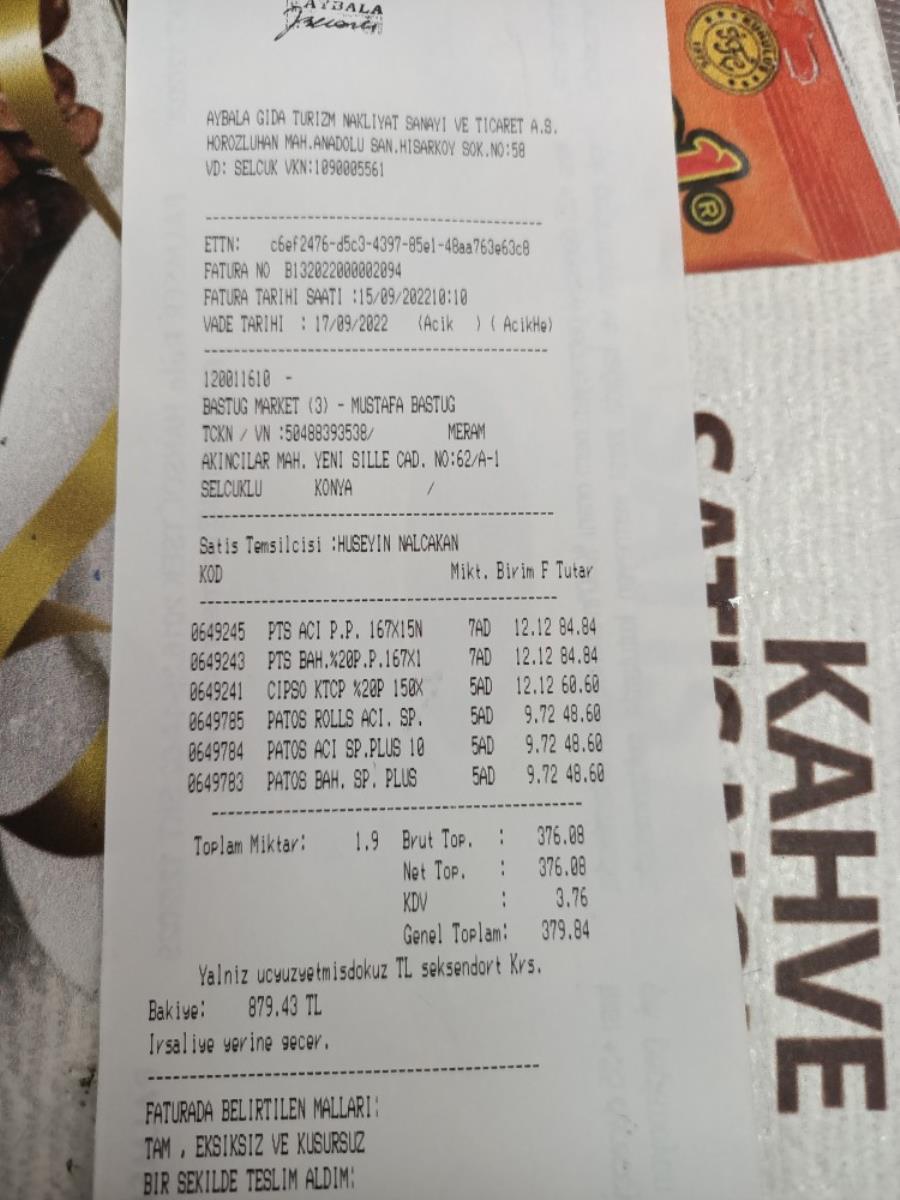 AYBALA
AYBALA GIDA TURIZM NAKLIYAT SANAYI VE TICARET A.S.
HOROZLUHAN MAH.ANADOLU SAN.HISARKOY SOK.NO:58
VD: SELCUK VKN:1090005561
ETTN: c6ef2476-d5c3-4397-85e1-48aa763e63c8
FATURA NO B132022000002094
FATURA TARIHI SAATI :15/09/202210:10
VADE TARIHI : 17/09/2022 (Acik ) ( AcikHe)
120011610 -
BASTUG MARKET (3) - MUSTAFA BASTUG
TCKN / VN :50488393538/ MERAM
AKINCILAR MAH. YENI SILLE CAD. NO:62/A-1
SELCUKLU KONYA /
Satis Temsilcisi :HUSEYIN NALCAKAN
KOD Mikt. Birim F Tutar
0649245 PTS ACI P.P. 167X15N 7AD 12.12 84.84
0649243 PTS BAH.%20P.P.167X1 7AD 12.12 84.84
0649241 CIPSO KTCP %20P 150X 5AD 12.12 60.60
0649785 PATOS ROLLS ACI. SP. 5AD 9.72 48.60
0649784 PATOS ACI SP.PLUS 10 5AD 9.72 48.60
0649783 PATOS BAH. SP. PLUS 5AD 9.72 48.60
Toplam Miktar: 1.9 Brut Top. : 376.08
Net Top. : 376.08
KDV : 3.76
Genel Toplam: 379.84
Yalniz ucyuzyetmisdokuz TL seksendort Krs.
Bakiye: 879.43 TL
Irsaliye yerine gecer.
FATURADA BELIRTILEN MALLARI:
TAM , EKSIKSIZ VE KUSURSUZ
BIR SEKILDE TESLIM ALDIM:
KAHVE